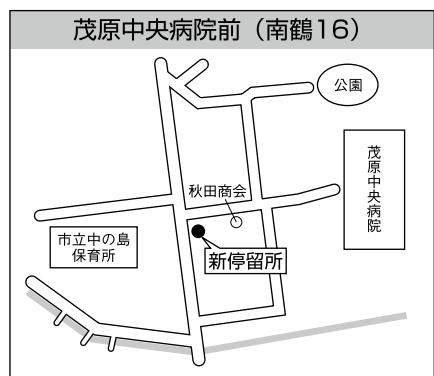 茂原中央病院前（南鶴16）
公園
茂原中央病院
秋田商会
市立中の島
保育所
新停留所